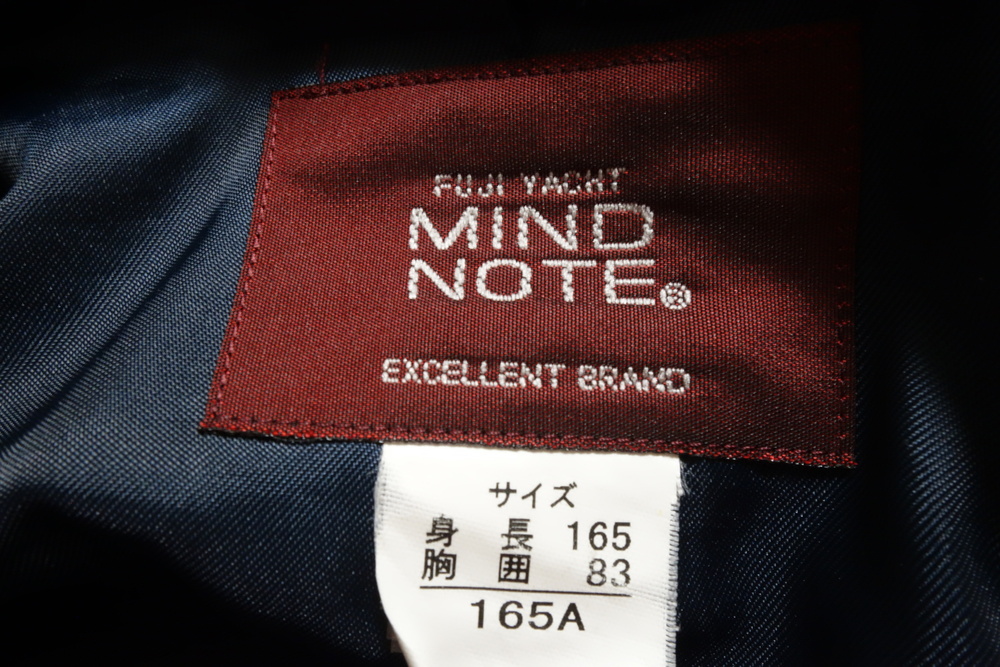 FUJI YACHT
MIND
NOTE®
EXCELLENT BRAND
サイズ
身長 165
胸囲 83
165A